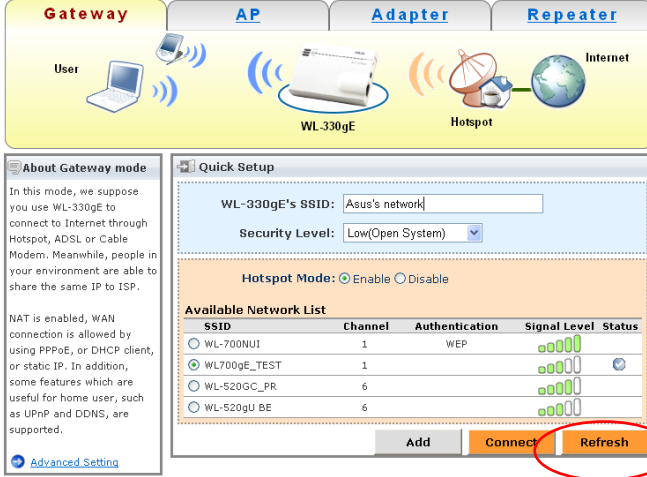 Gateway AP Adapter Repeater
User
Internet
WL-330gE
Hotspot
About Gateway mode
In this mode, we suppose
you use WL-330gE to
connect to Internet through
Hotspot, ADSL or Cable
Modem. Meanwhile, people in
your environment are able to
share the same IP to ISP.
NAT is enabled, WAN
connection is allowed by
using PPPoE, or DHCP client,
or static IP. In addition,
some features which are
useful for home user, such
as UPnP and DDNS, are
supported.
Advanced Setting
Quick Setup
WL-330gE's SSID: Asus's network
Security Level: Low(Open System)
Hotspot Mode: Enable Disable
Available Network List
SSID Channel Authentication Signal Level Status
WL-700NUI 1 WEP
WL700gE_TEST 1
WL-520GC_PR 6
WL-520gU BE 6
Add Connect Refresh